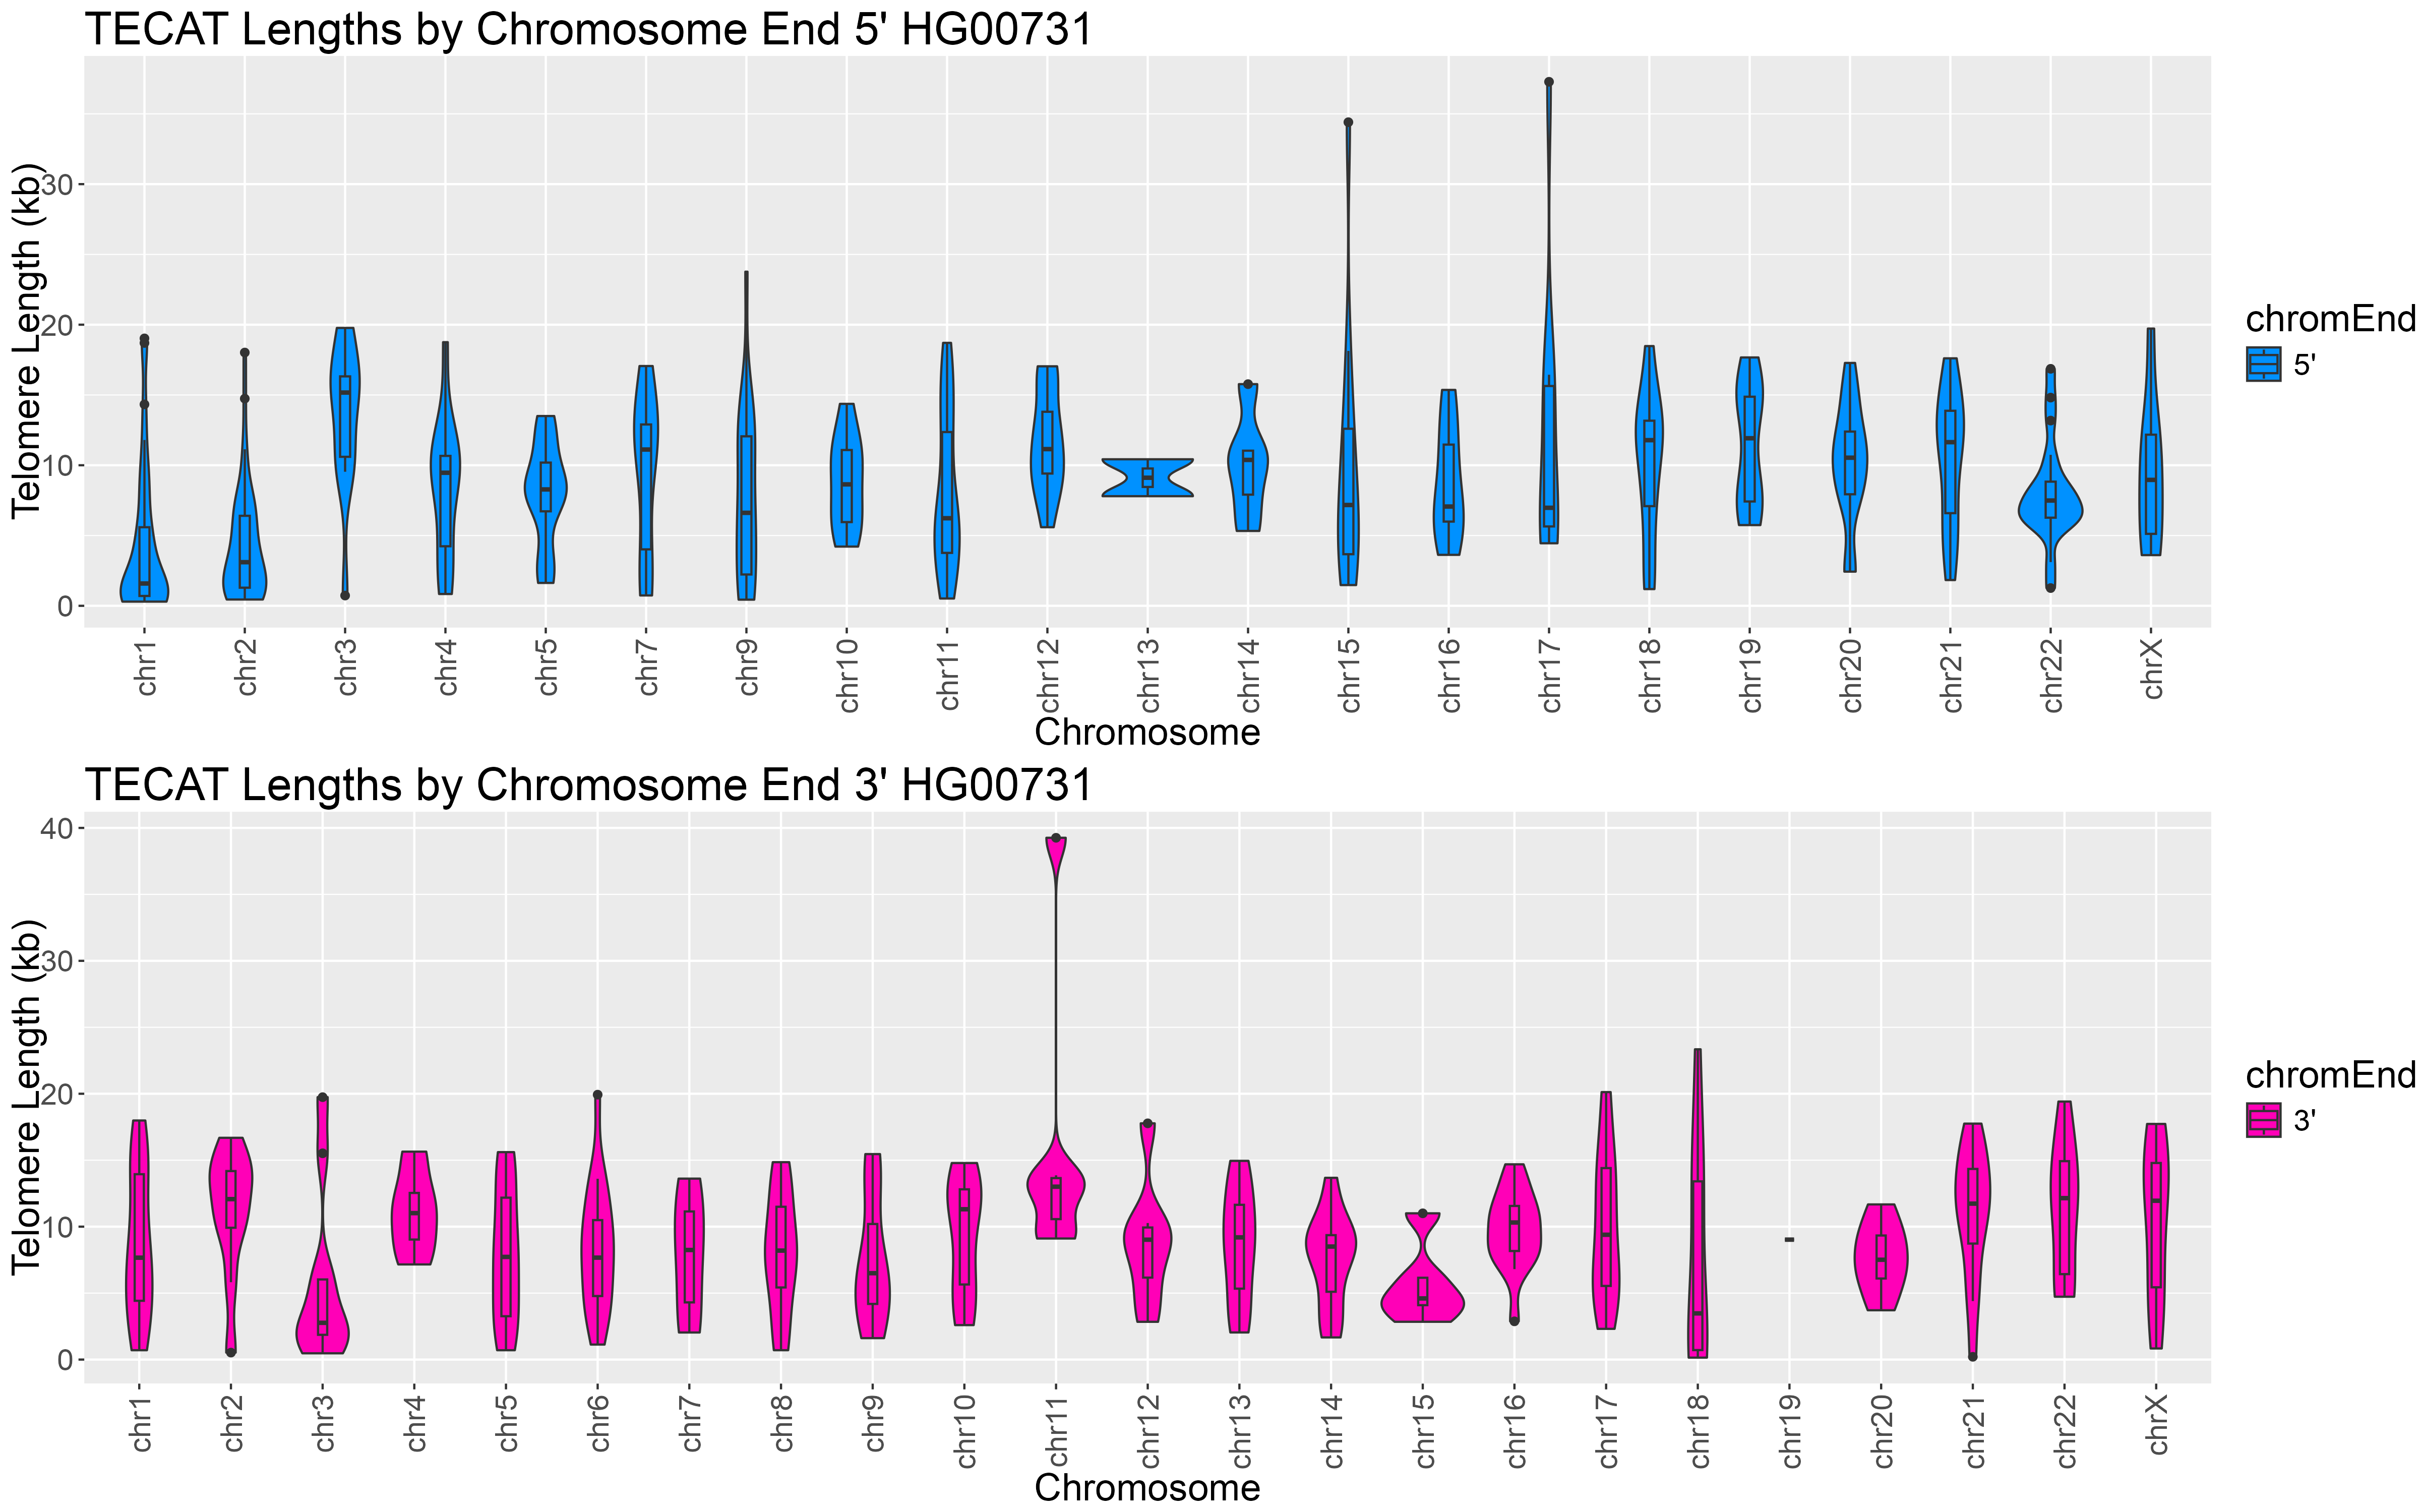 TECAT Lengths by Chromosome End 5' HG00731
Telomere Length (kb)
30
20
10
0
chr1 chr2 chr3 chr4 chr5 chr7 chr9 chr10 chr11 chr12 chr13 chr14 chr15 chr16 chr17 chr18 chr19 chr20 chr21 chr22 chrX
Chromosome
chromEnd
5'
TECAT Lengths by Chromosome End 3' HG00731
Telomere Length (kb)
40
30
20
10
0
chr1 chr2 chr3 chr4 chr5 chr6 chr7 chr8 chr9 chr10 chr11 chr12 chr13 chr14 chr15 chr16 chr17 chr18 chr19 chr20 chr21 chr22 chrX
Chromosome
chromEnd
3'